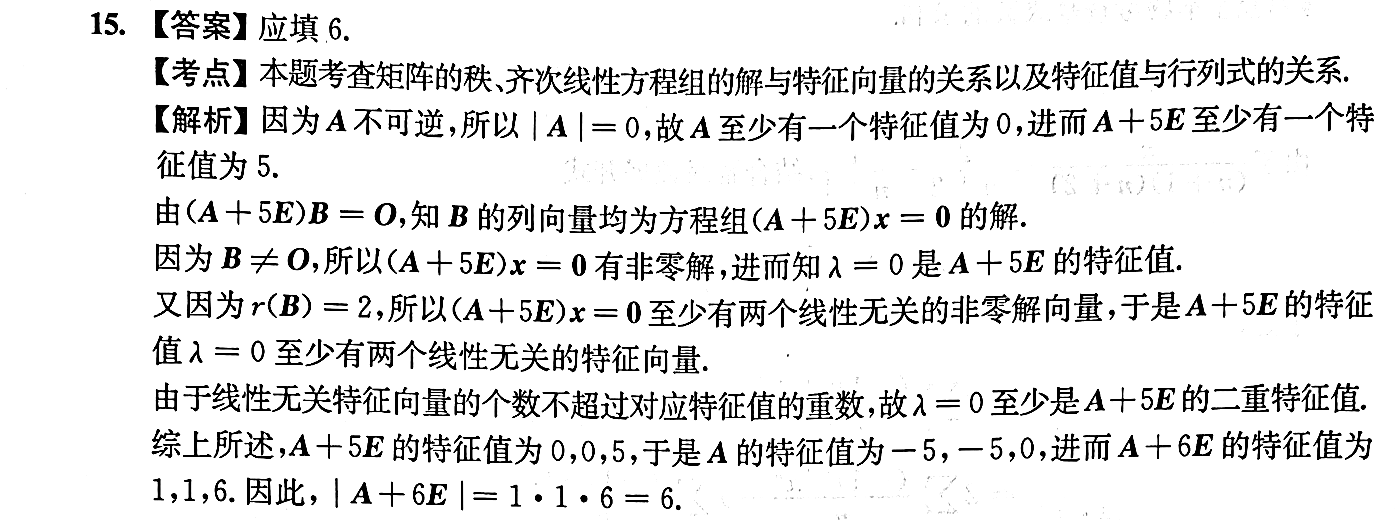 15. 【答案】应填 6.
【考点】本题考查矩阵的秩、齐次线性方程组的解与特征向量的关系以及特征值与行列式的关系.
【解析】因为 A 不可逆,所以 | A | = 0,故 A 至少有一个特征值为 0,进而 A + 5E 至少有一个特
征值为 5.
由(A + 5E)B = O,知 B 的列向量均为方程组(A + 5E)x = 0 的解.
因为 B ≠ O,所以(A + 5E)x = 0 有非零解,进而知 λ = 0 是 A + 5E 的特征值.
又因为 r(B) = 2,所以(A + 5E)x = 0 至少有两个线性无关的非零解向量,于是 A + 5E 的特征
值 λ = 0 至少有两个线性无关的特征向量.
由于线性无关特征向量的个数不超过对应特征值的重数,故 λ = 0 至少是 A + 5E 的二重特征值.
综上所述,A + 5E 的特征值为 0,0,5,于是 A 的特征值为 − 5, − 5,0,进而 A + 6E 的特征值为
1,1,6. 因此, | A + 6E | = 1 · 1 · 6 = 6.